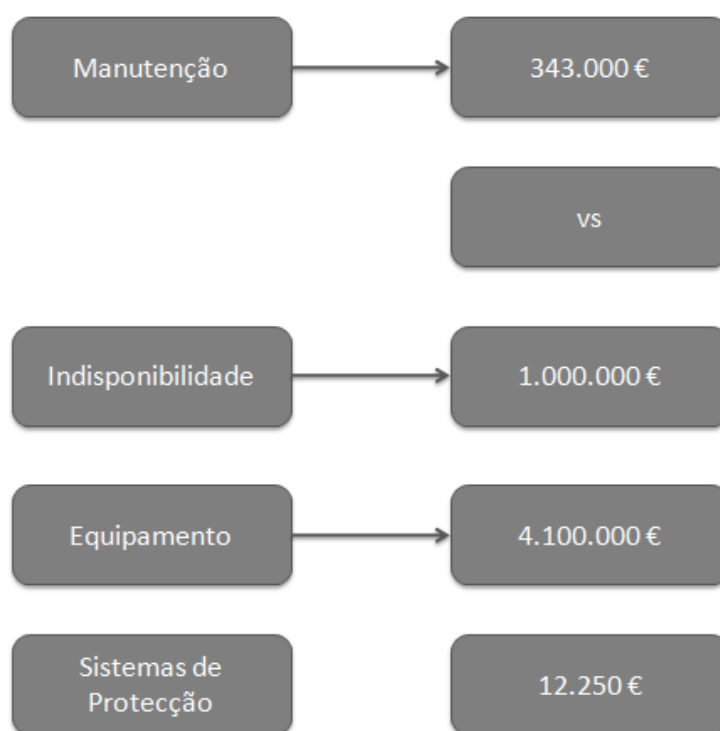 Manutenção
343.000 €
vs
Indisponibilidade
1.000.000 €
Equipamento
4.100.000 €
Sistemas de
Protecção
12.250 €